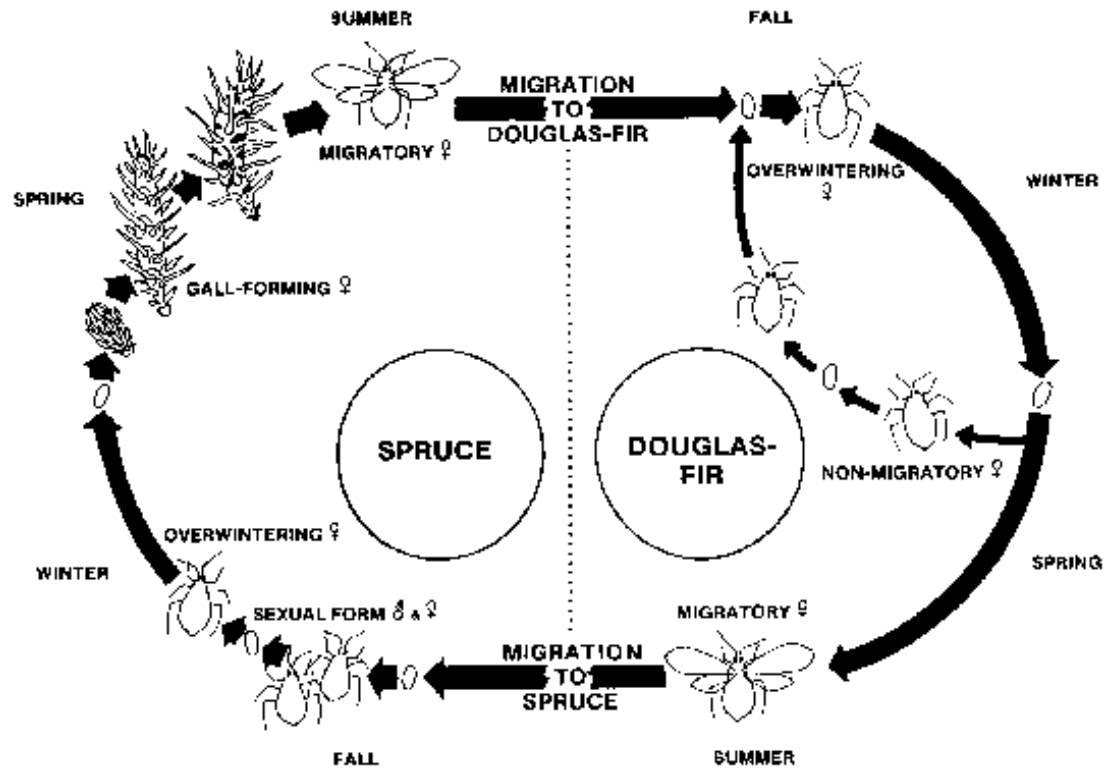 SUMMER
FALL
MIGRATION
TO
DOUGLAS-FIR
MIGRATORY ♀
OVERWINTERING
♀
WINTER
SPRING
GALL-FORMING ♀
SPRUCE
DOUGLAS-
FIR
NON-MIGRATORY ♀
OVERWINTERING ♀
WINTER
SPRING
SEXUAL FORM ♂ & ♀
MIGRATORY ♀
MIGRATION
TO
SPRUCE
FALL
SUMMER